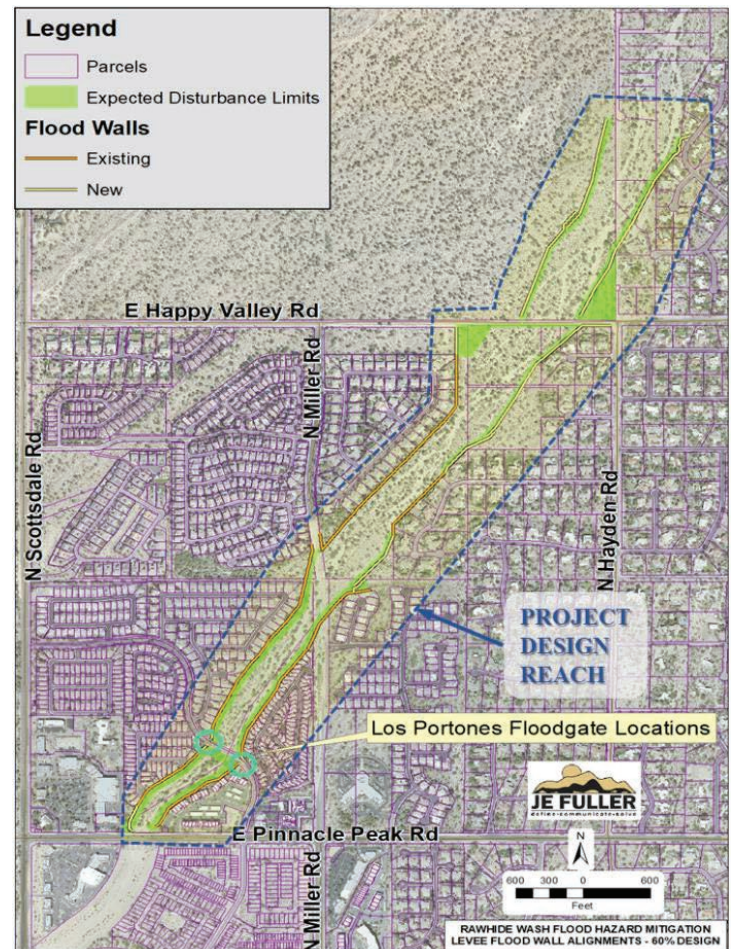 Legend
Parcels
Expected Disturbance Limits
Flood Walls
Existing
New
E Happy Valley Rd
N Miller Rd
N Scottsdale Rd
N Hayden Rd
PROJECT
DESIGN
REACH
Los Portones Floodgate Locations
JE FULLER
E Pinnacle Peak Rd
N Miller Rd
N
600 300 0 600
Feet
RAWHIDE WASH FLOOD HAZARD MITIGATION
LEVEE FLOOD WALL ALIGNMENTS - 60% DESIGN